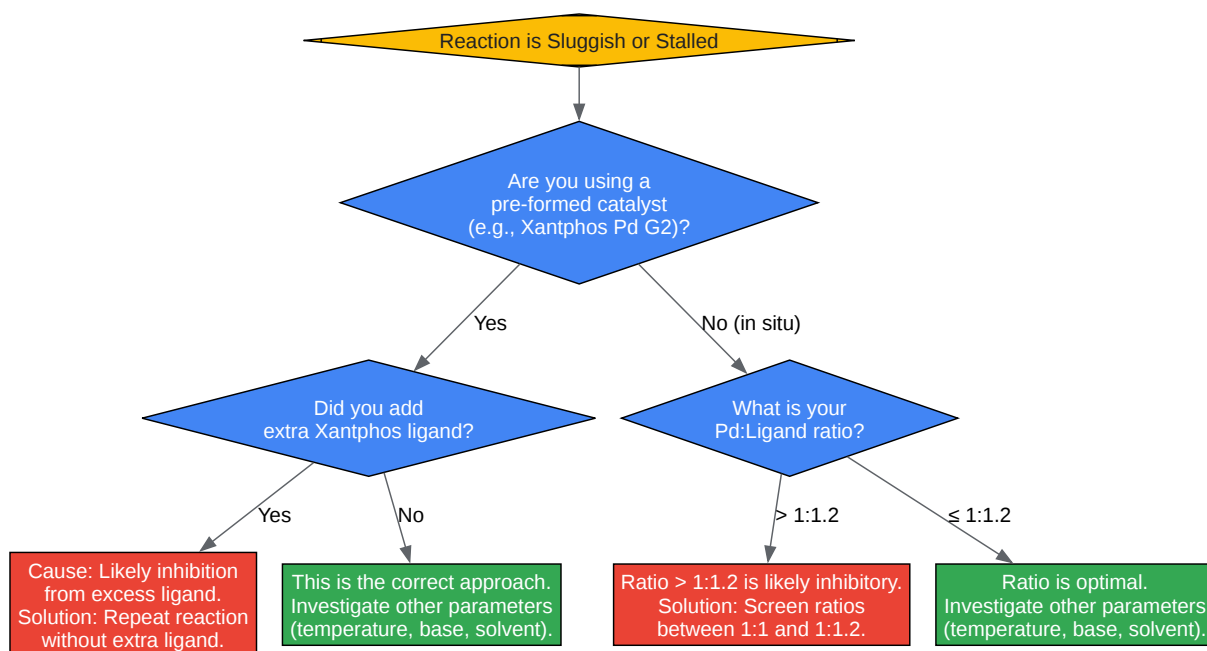 Reaction is Sluggish or Stalled
Are you using a
pre-formed catalyst
(e.g., Xantphos Pd G2)?
Yes
No (in situ)
Did you add
extra Xantphos ligand?
What is your
Pd:Ligand ratio?
Yes
No
> 1:1.2
≤ 1:1.2
Cause: Likely inhibition
from excess ligand.
Solution: Repeat reaction
without extra ligand.
This is the correct approach.
Investigate other parameters
(temperature, base, solvent).
Ratio > 1:1.2 is likely inhibitory.
Solution: Screen ratios
between 1:1 and 1:1.2.
Ratio is optimal.
Investigate other parameters
(temperature, base, solvent).